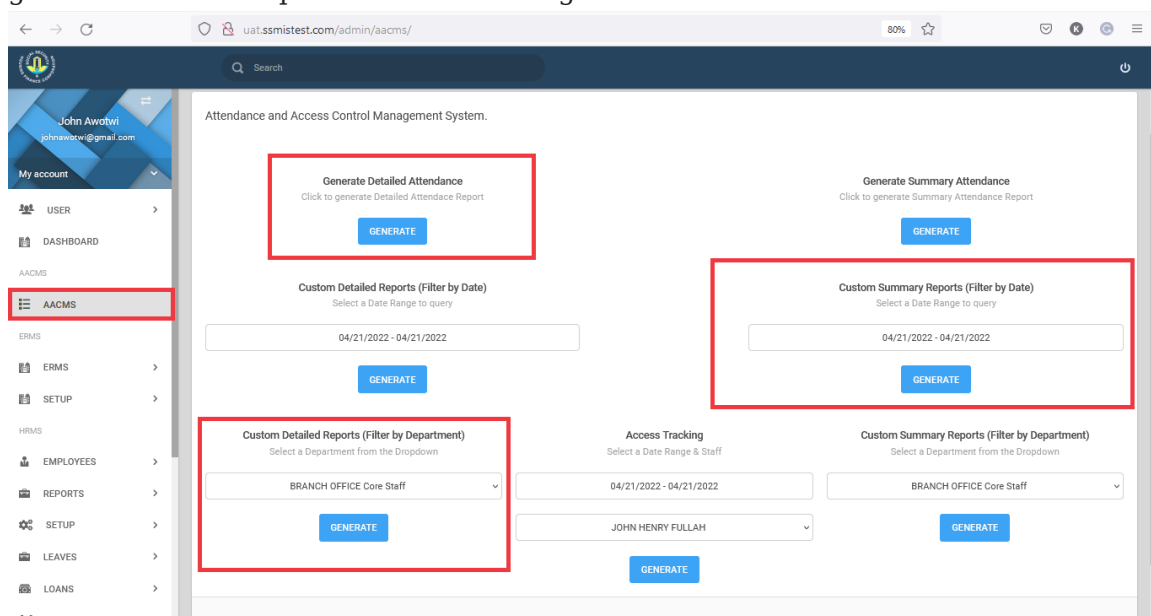 uat.ssmistest.com/admin/aacms/
80%
K
Search
John Awotwi
johnawotwi@gmail.com
My account
USER
DASHBOARD
AACMS
AACMS
ERMS
ERMS
SETUP
HRMS
EMPLOYEES
REPORTS
SETUP
LEAVES
LOANS
Attendance and Access Control Management System.
Generate Detailed Attendance
Click to generate Detailed Attendace Report
GENERATE
Generate Summary Attendance
Click to generate Summary Attendance Report
GENERATE
Custom Detailed Reports (Filter by Date)
Select a Date Range to query
04/21/2022 - 04/21/2022
GENERATE
Custom Summary Reports (Filter by Date)
Select a Date Range to query
04/21/2022 - 04/21/2022
GENERATE
Custom Detailed Reports (Filter by Department)
Select a Department from the Dropdown
BRANCH OFFICE Core Staff
GENERATE
Access Tracking
Select a Date Range & Staff
04/21/2022 - 04/21/2022
JOHN HENRY FULLAH
GENERATE
Custom Summary Reports (Filter by Department)
Select a Department from the Dropdown
BRANCH OFFICE Core Staff
GENERATE